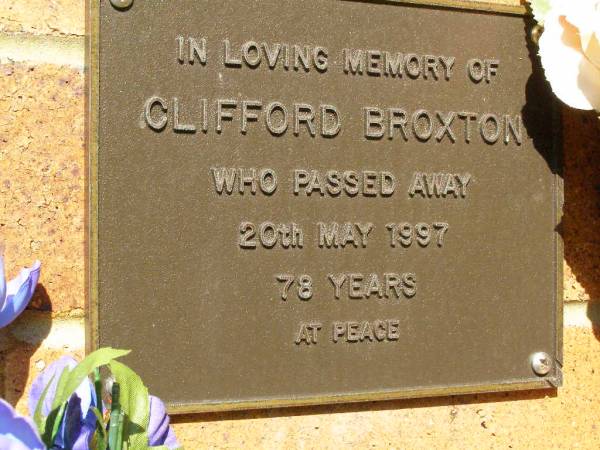 IN LOVING MEMORY OF
CLIFFORD BROXTON
WHO PASSED AWAY
20th MAY 1997
78 YEARS
AT PEACE